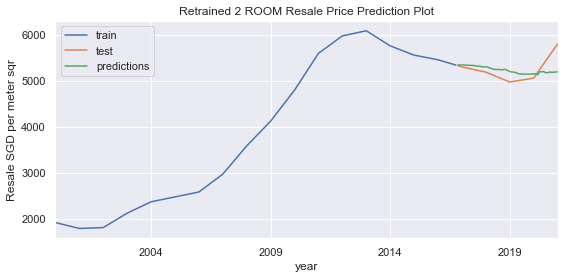 Retrained 2 ROOM Resale Price Prediction Plot
train
test
predictions
Resale SGD per meter sqr
6000
5000
4000
3000
2000
2004
2009
2014
2019
year